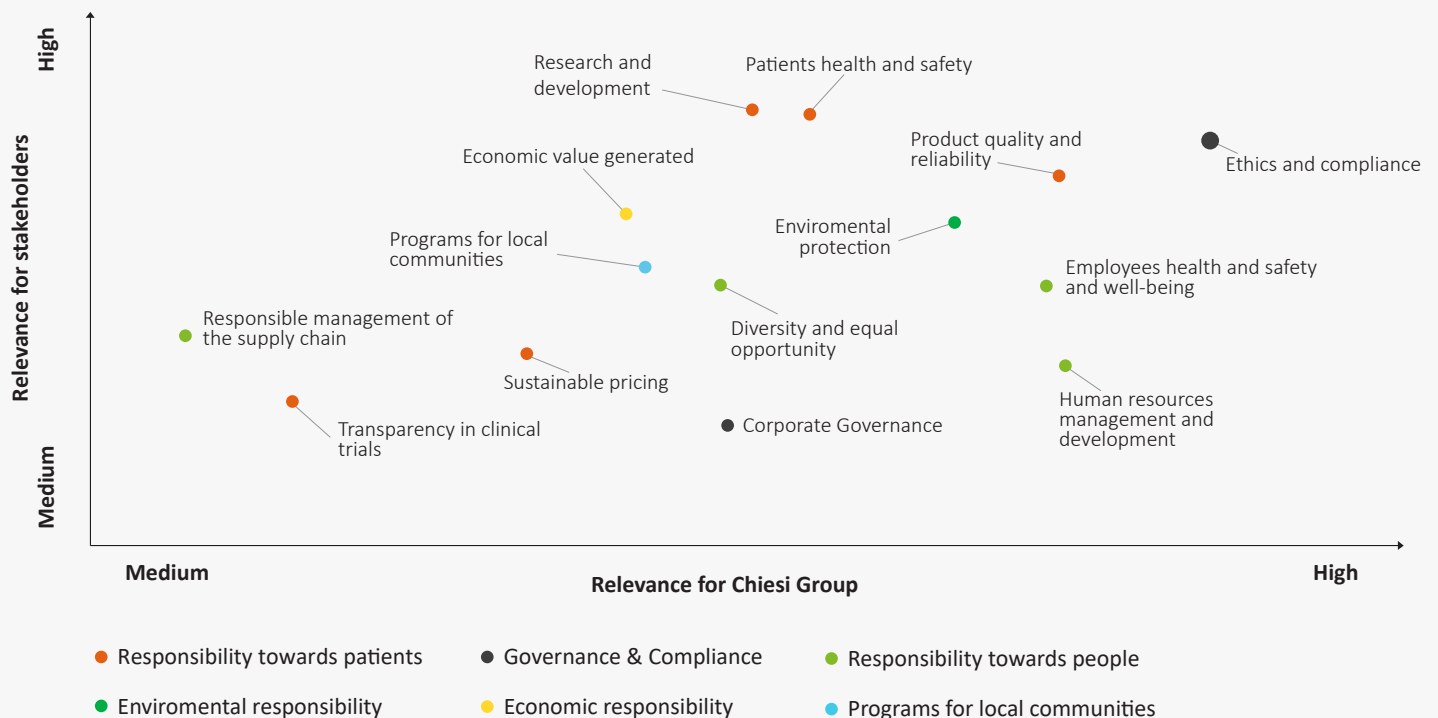 High
Relevance for stakeholders
Medium
Research and
development
Patients health and safety
Economic value generated
Product quality and
reliability
Ethics and compliance
Programs for local
communities
Enviromental
protection
Employees health and safety
and well-being
Responsible management of
the supply chain
Diversity and equal
opportunity
Sustainable pricing
Human resources
management and
development
Transparency in clinical
trials
Corporate Governance
Medium
Relevance for Chiesi Group
High
Responsibility towards patients
Governance & Compliance
Responsibility towards people
Enviromental responsibility
Economic responsibility
Programs for local communities